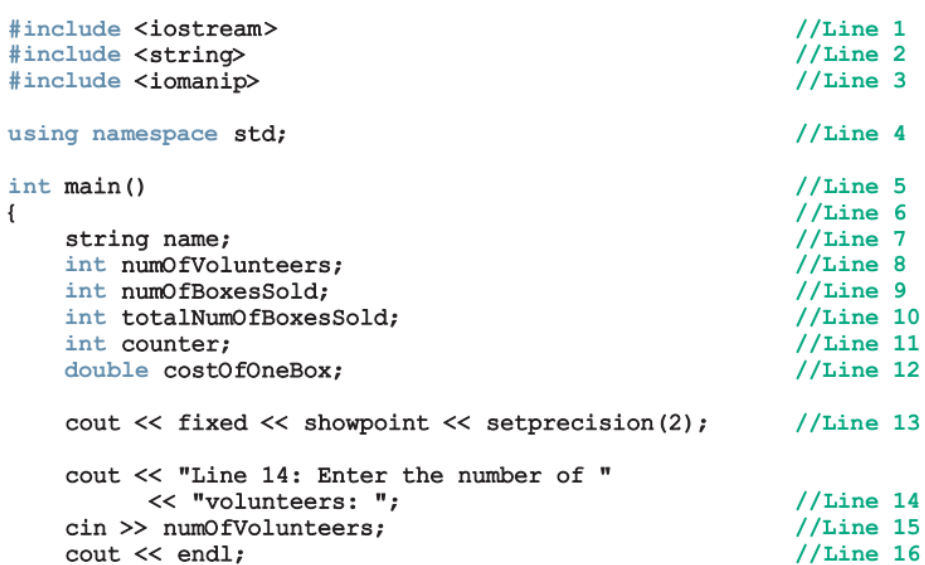 #include <iostream> //Line 1
#include <string> //Line 2
#include <iomanip> //Line 3
using namespace std; //Line 4
int main() //Line 5
{ //Line 6
string name; //Line 7
int numOfVolunteers; //Line 8
int numOfBoxesSold; //Line 9
int totalNumOfBoxesSold; //Line 10
int counter; //Line 11
double costOfOneBox; //Line 12
cout << fixed << showpoint << setprecision(2); //Line 13
cout << "Line 14: Enter the number of "
<< "volunteers: "; //Line 14
cin >> numOfVolunteers; //Line 15
cout << endl; //Line 16